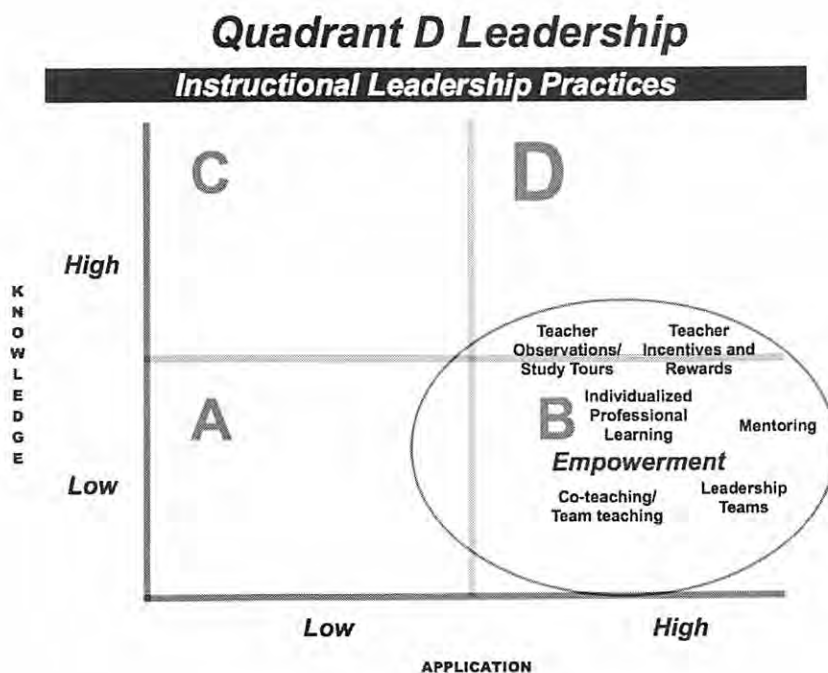 Quadrant D Leadership
Instructional Leadership Practices
C
D
High
KNOWLEDGE
Teacher
Observations/
Study Tours
Teacher
Incentives and
Rewards
A
B
Individualized
Professional
Learning
Mentoring
Empowerment
Low
Co-teaching/
Team teaching
Leadership
Teams
Low
High
APPLICATION